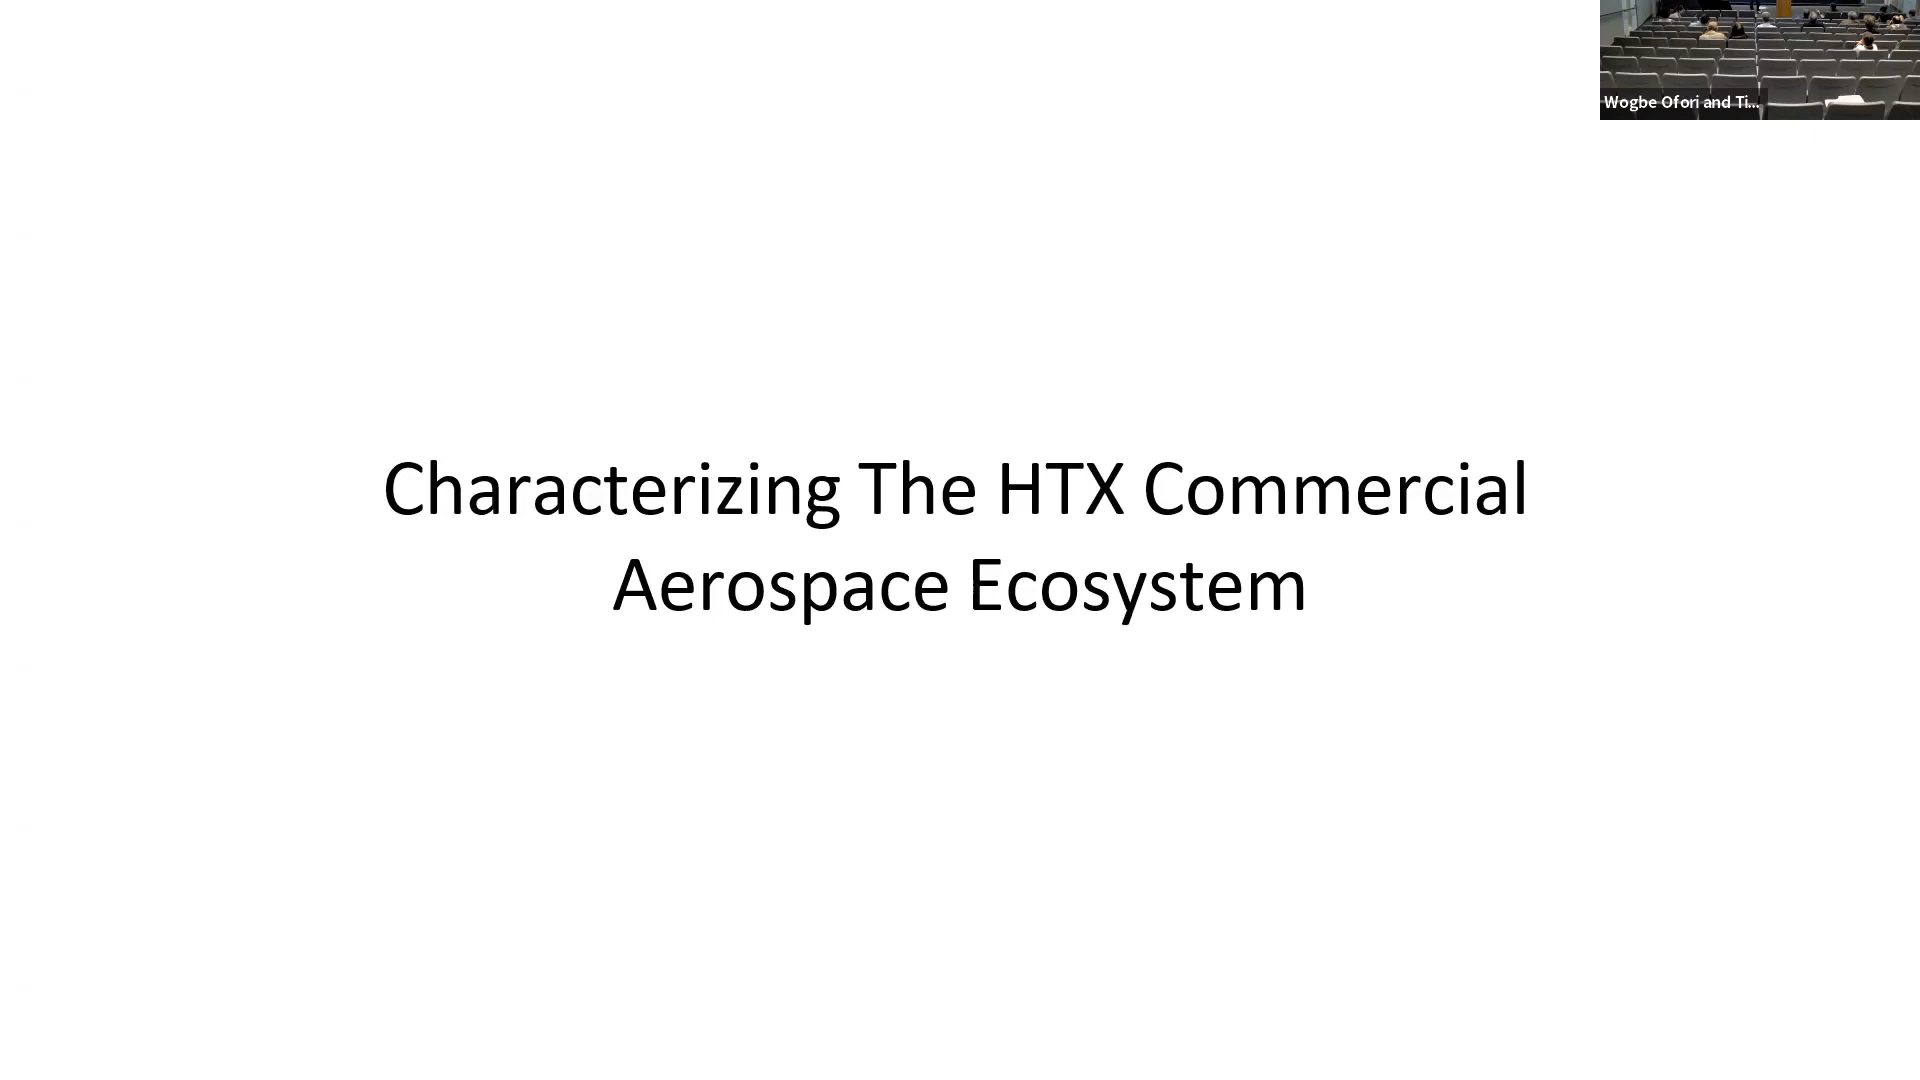 Wogbe Ofori and Ti...
Characterizing The HTX Commercial
Aerospace Ecosystem